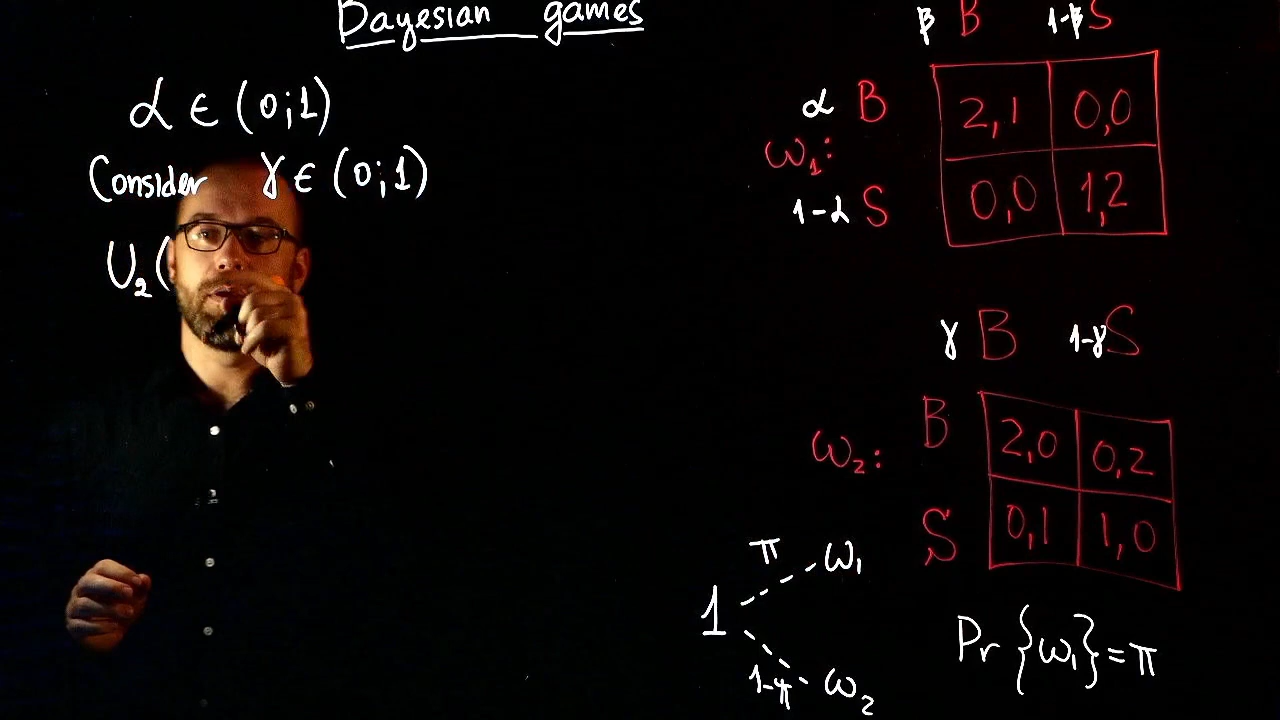 Bayesian games
α ∈ (0;1)
Consider γ ∈ (0;1)
U₂(
β B 1-β S
α B 2,1 0,0
ω₁:
1-α S 0,0 1,2
γ B 1-γ S
B 2,0 0,2
ω₂:
S 0,1 1,0
π ω₁
1
1-π ω₂
Pr {ω₁} = π